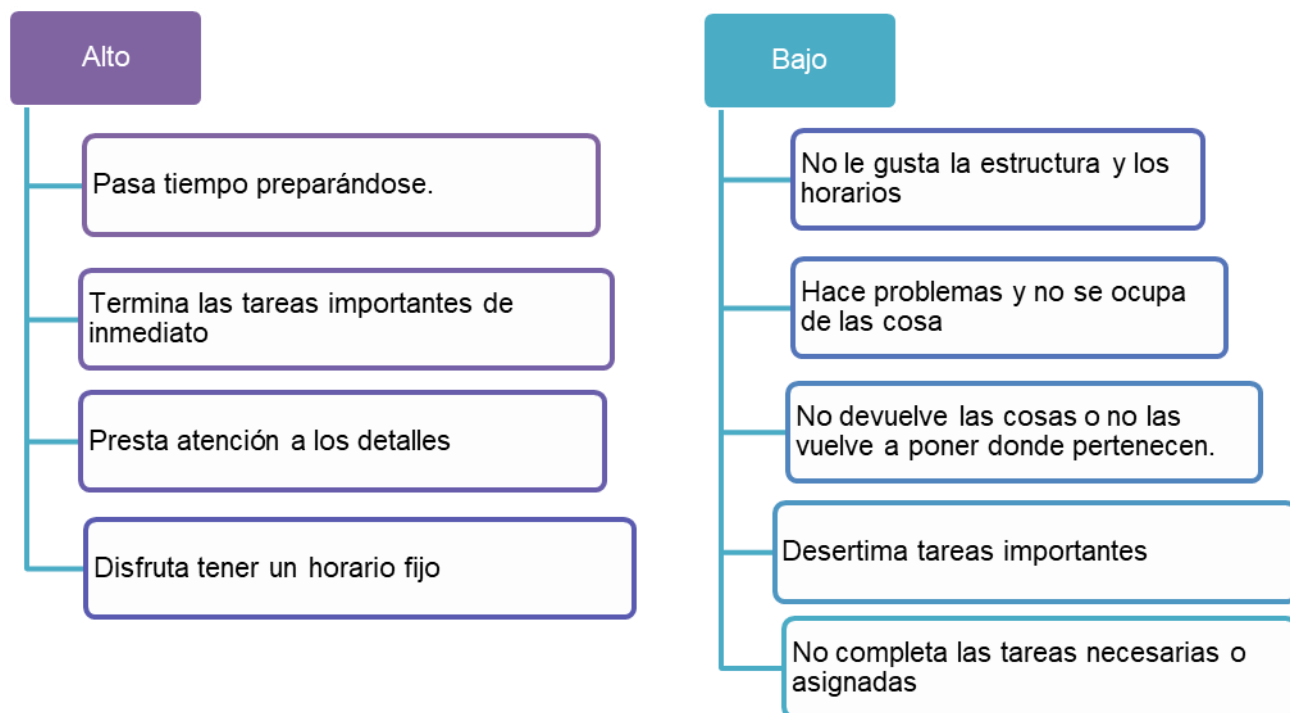 Alto
Pasa tiempo preparándose.
Termina las tareas importantes de
inmediato
Presta atención a los detalles
Disfruta tener un horario fijo
Bajo
No le gusta la estructura y los
horarios
Hace problemas y no se ocupa
de las cosa
No devuelve las cosas o no las
vuelve a poner donde pertenecen.
Desertima tareas importantes
No completa las tareas necesarias o
asignadas